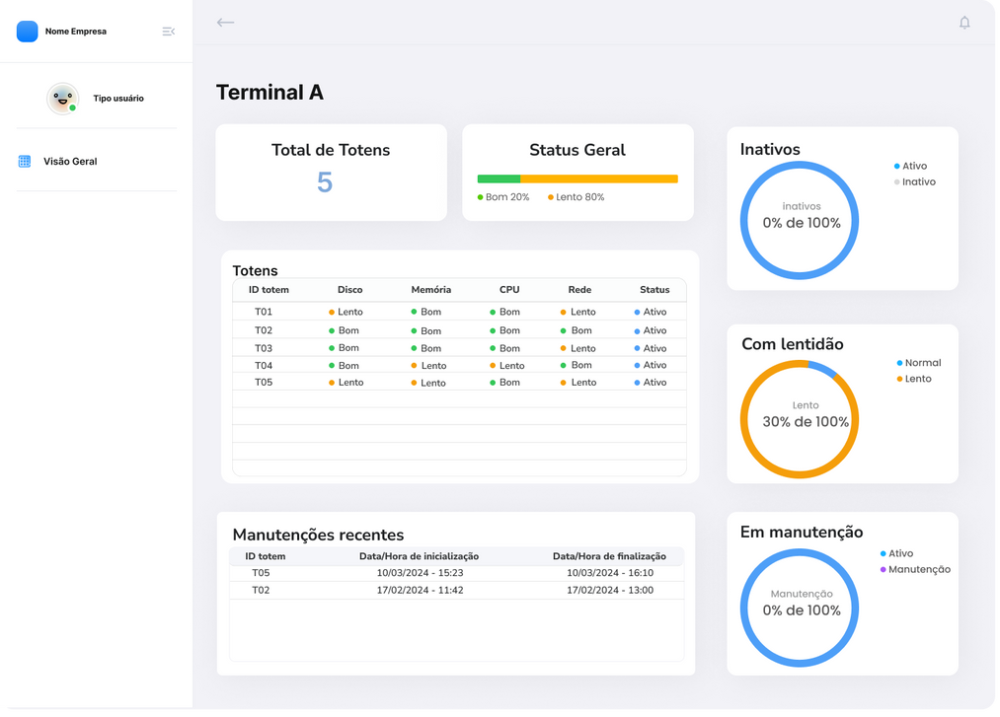 Nome Empresa
Tipo usuário
Visão Geral
Terminal A
Total de Totens
5
Status Geral
Bom 20% Lento 80%
Inativos
Ativo
Inativo
inativos
0% de 100%
Totens
ID totem Disco Memória CPU Rede Status
T01 Lento Bom Bom Lento Ativo
T02 Bom Bom Bom Bom Ativo
T03 Bom Bom Bom Lento Ativo
T04 Bom Lento Lento Bom Ativo
T05 Lento Lento Bom Lento Ativo
Com lentidão
Normal
Lento
Lento
30% de 100%
Manutenções recentes
ID totem Data/Hora de inicialização Data/Hora de finalização
T05 10/03/2024 - 15:23 10/03/2024 - 16:10
T02 17/02/2024 - 11:42 17/02/2024 - 13:00
Em manutenção
Ativo
Manutenção
Manutenção
0% de 100%